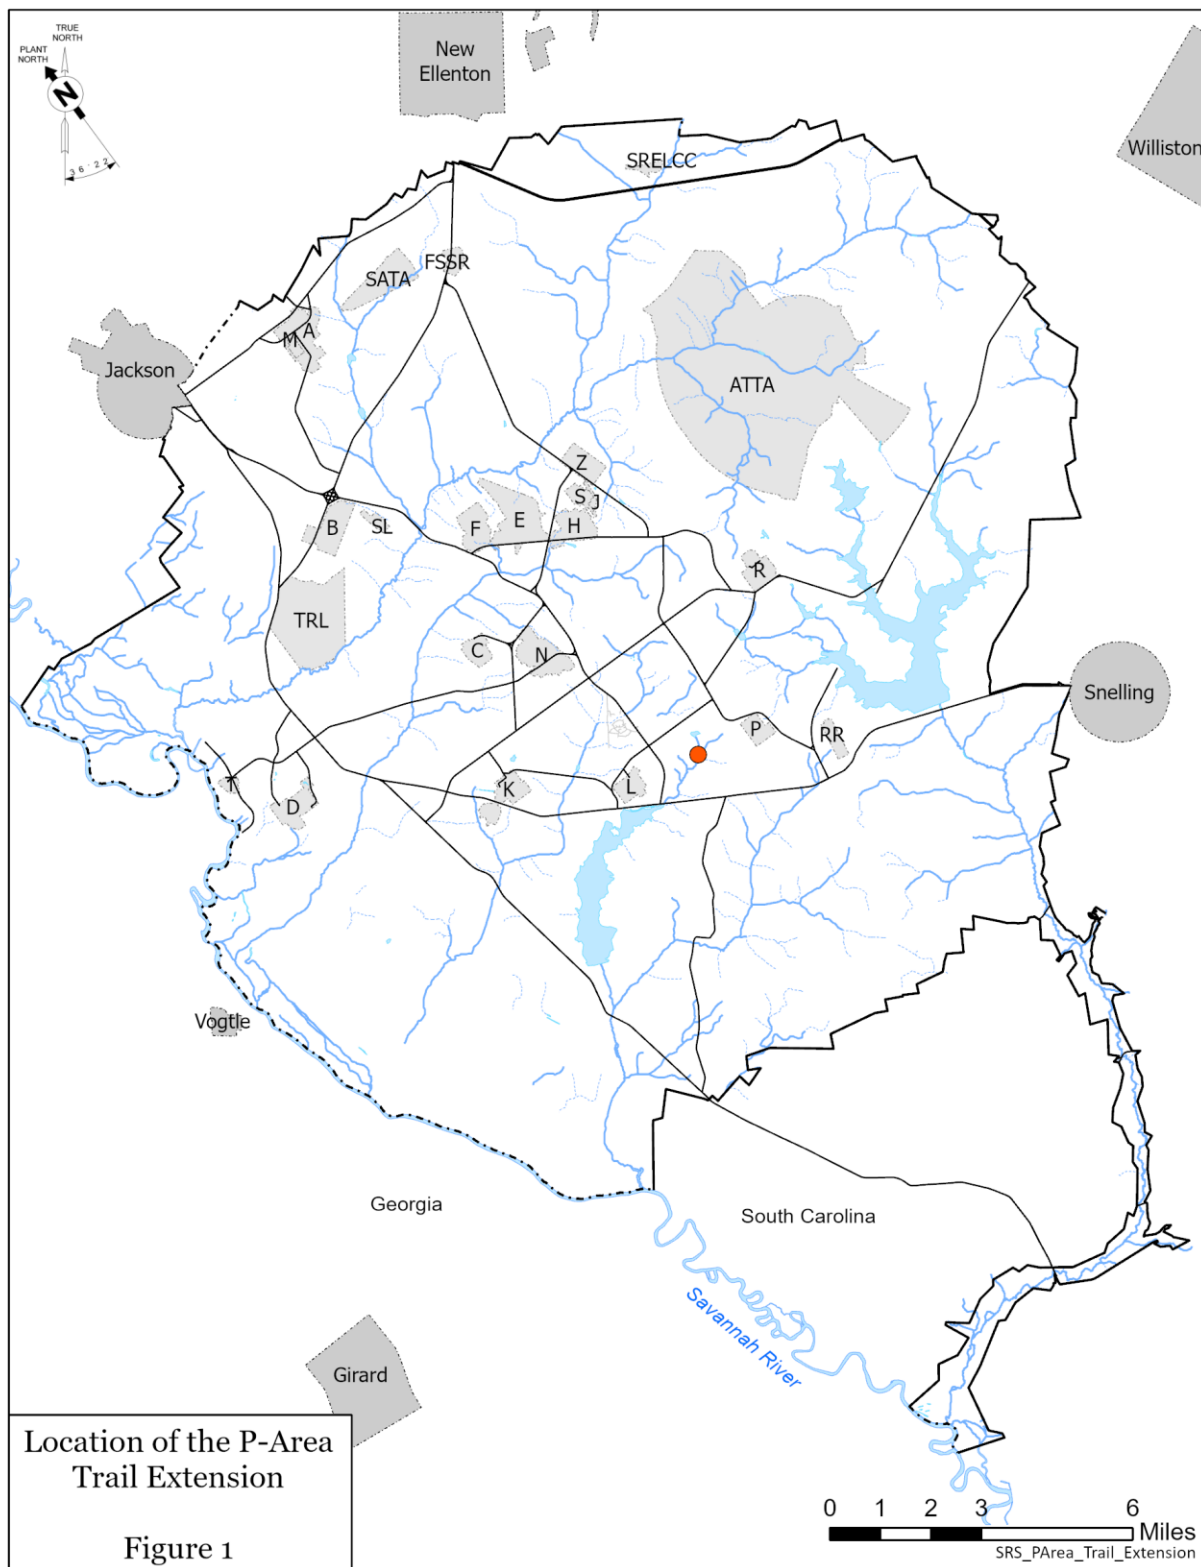 TRUE
NORTH
PLANT
NORTH
N
36°22'
New
Ellenton
Williston
SRELCC
FSSR
SATA
A
M
Jackson
ATTA
Z
S
J
B
SL
F
E
H
R
TRL
C
N
Snelling
P
RR
T
D
K
L
Vogtle
Georgia
South Carolina
Savannah River
Girard
Location of the P-Area
Trail Extension
Figure 1
0 1 2 3 6
Miles
SRS_PArea_Trail_Extension